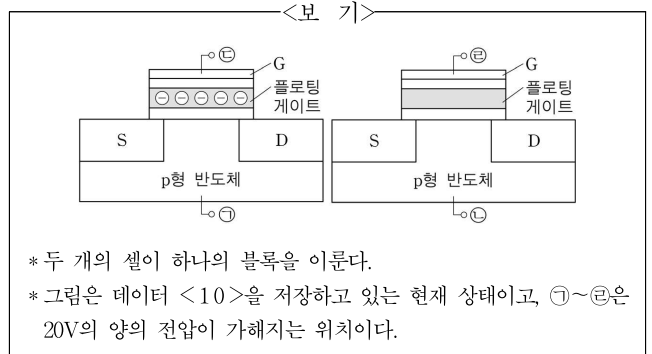 <보 기>
㉢
G
플로팅
게이트
⊖ ⊖ ⊖ ⊖ ⊖
S
D
p형 반도체
㉠
㉣
G
플로팅
게이트
S
D
p형 반도체
㉡
* 두 개의 셀이 하나의 블록을 이룬다.
* 그림은 데이터 <10>을 저장하고 있는 현재 상태이고, ㉠~㉣은
20V의 양의 전압이 가해지는 위치이다.